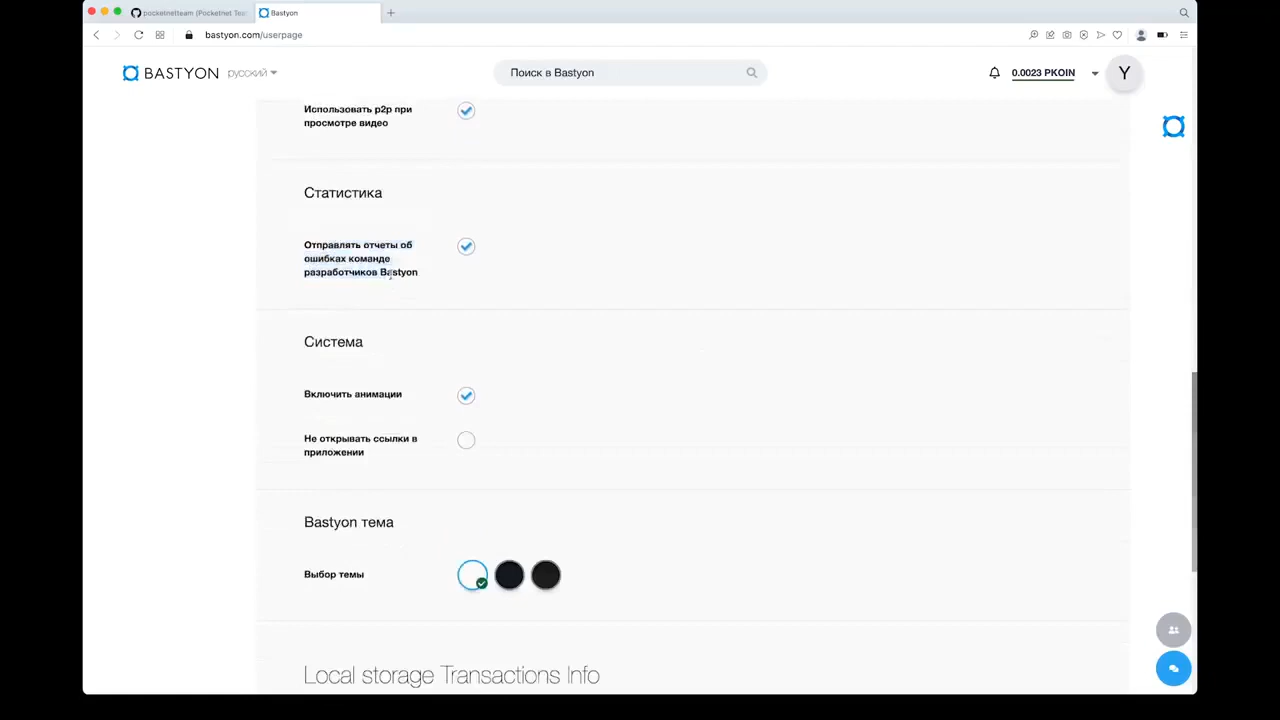 pocketnetteam (Pocketnet Tea
Bastyon
bastyon.com/userpage
BASTYON русский
Поиск в Bastyon
0.0023 PKOIN
Y
Использовать p2p при
просмотре видео
Статистика
Отправлять отчеты об
ошибках команде
разработчиков Bastyon
Система
Включить анимации
Не открывать ссылки в
приложении
Bastyon тема
Выбор темы
Local storage Transactions Info